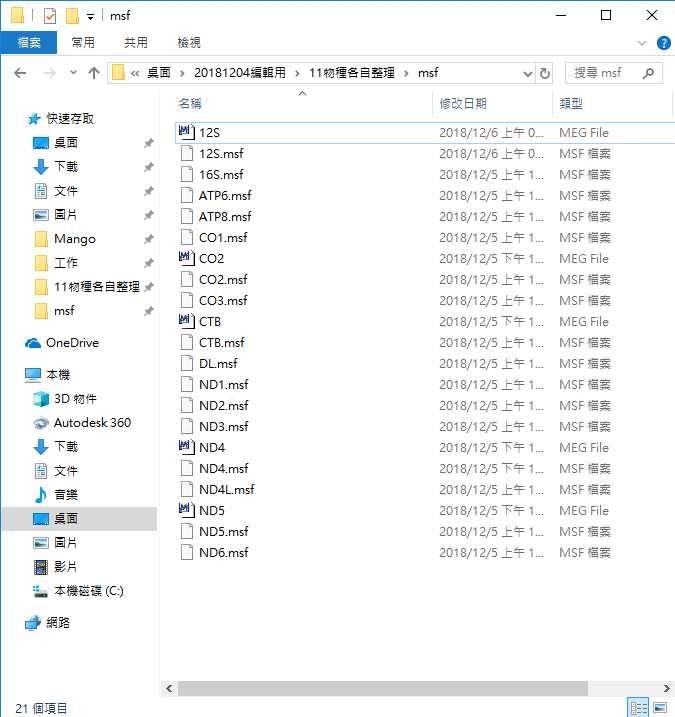 msf
檔案 常用 共用 檢視
« 桌面 › 20181204編輯用 › 11物種各自整理 › msf
搜尋 msf
名稱 修改日期 類型
快速存取
桌面
下載
文件
圖片
Mango
工作
11物種各自整理
msf
OneDrive
本機
3D 物件
Autodesk 360
下載
文件
音樂
桌面
圖片
影片
本機磁碟 (C:)
網路
12S 2018/12/6 上午 0... MEG File
12S.msf 2018/12/6 上午 0... MSF 檔案
16S.msf 2018/12/5 上午 1... MSF 檔案
ATP6.msf 2018/12/5 上午 1... MSF 檔案
ATP8.msf 2018/12/5 上午 1... MSF 檔案
CO1.msf 2018/12/5 上午 1... MSF 檔案
CO2 2018/12/5 下午 1... MEG File
CO2.msf 2018/12/5 上午 1... MSF 檔案
CO3.msf 2018/12/5 上午 1... MSF 檔案
CTB 2018/12/5 下午 1... MEG File
CTB.msf 2018/12/5 上午 1... MSF 檔案
DL.msf 2018/12/5 上午 1... MSF 檔案
ND1.msf 2018/12/5 上午 1... MSF 檔案
ND2.msf 2018/12/5 上午 1... MSF 檔案
ND3.msf 2018/12/5 上午 1... MSF 檔案
ND4 2018/12/5 下午 1... MEG File
ND4.msf 2018/12/5 下午 1... MSF 檔案
ND4L.msf 2018/12/5 上午 1... MSF 檔案
ND5 2018/12/5 下午 1... MEG File
ND5.msf 2018/12/5 上午 1... MSF 檔案
ND6.msf 2018/12/5 上午 1... MSF 檔案
21 個項目